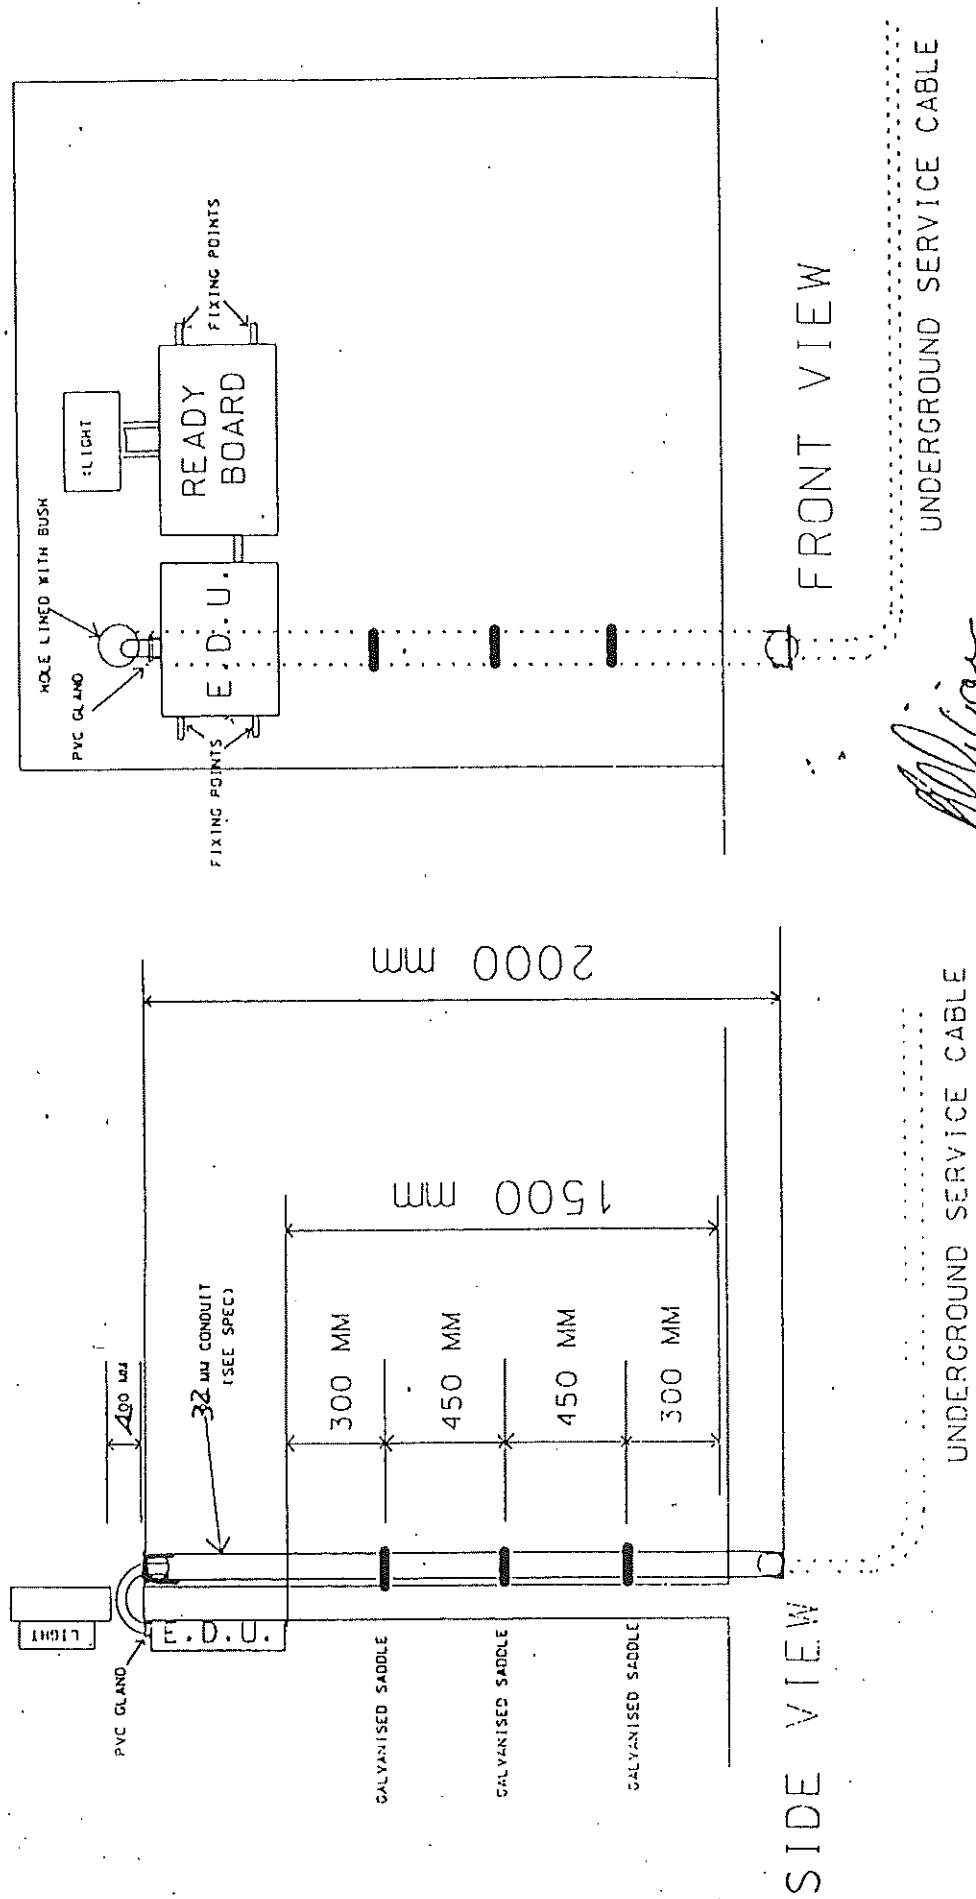 HOLE LINED WITH BUSH
PVC GLAND
LIGHT
READY
BOARD
E.D.U.
FIXING POINTS
FIXING POINTS
FRONT VIEW
UNDERGROUND SERVICE CABLE
LIGHT
PVC GLAND
E.D.U.
100 MM
32 MM CONDUIT
(SEE SPEC)
300 MM
450 MM
450 MM
300 MM
1500 mm
2000 mm
GALVANISED SADDLE
GALVANISED SADDLE
GALVANISED SADDLE
SIDE VIEW
UNDERGROUND SERVICE CABLE